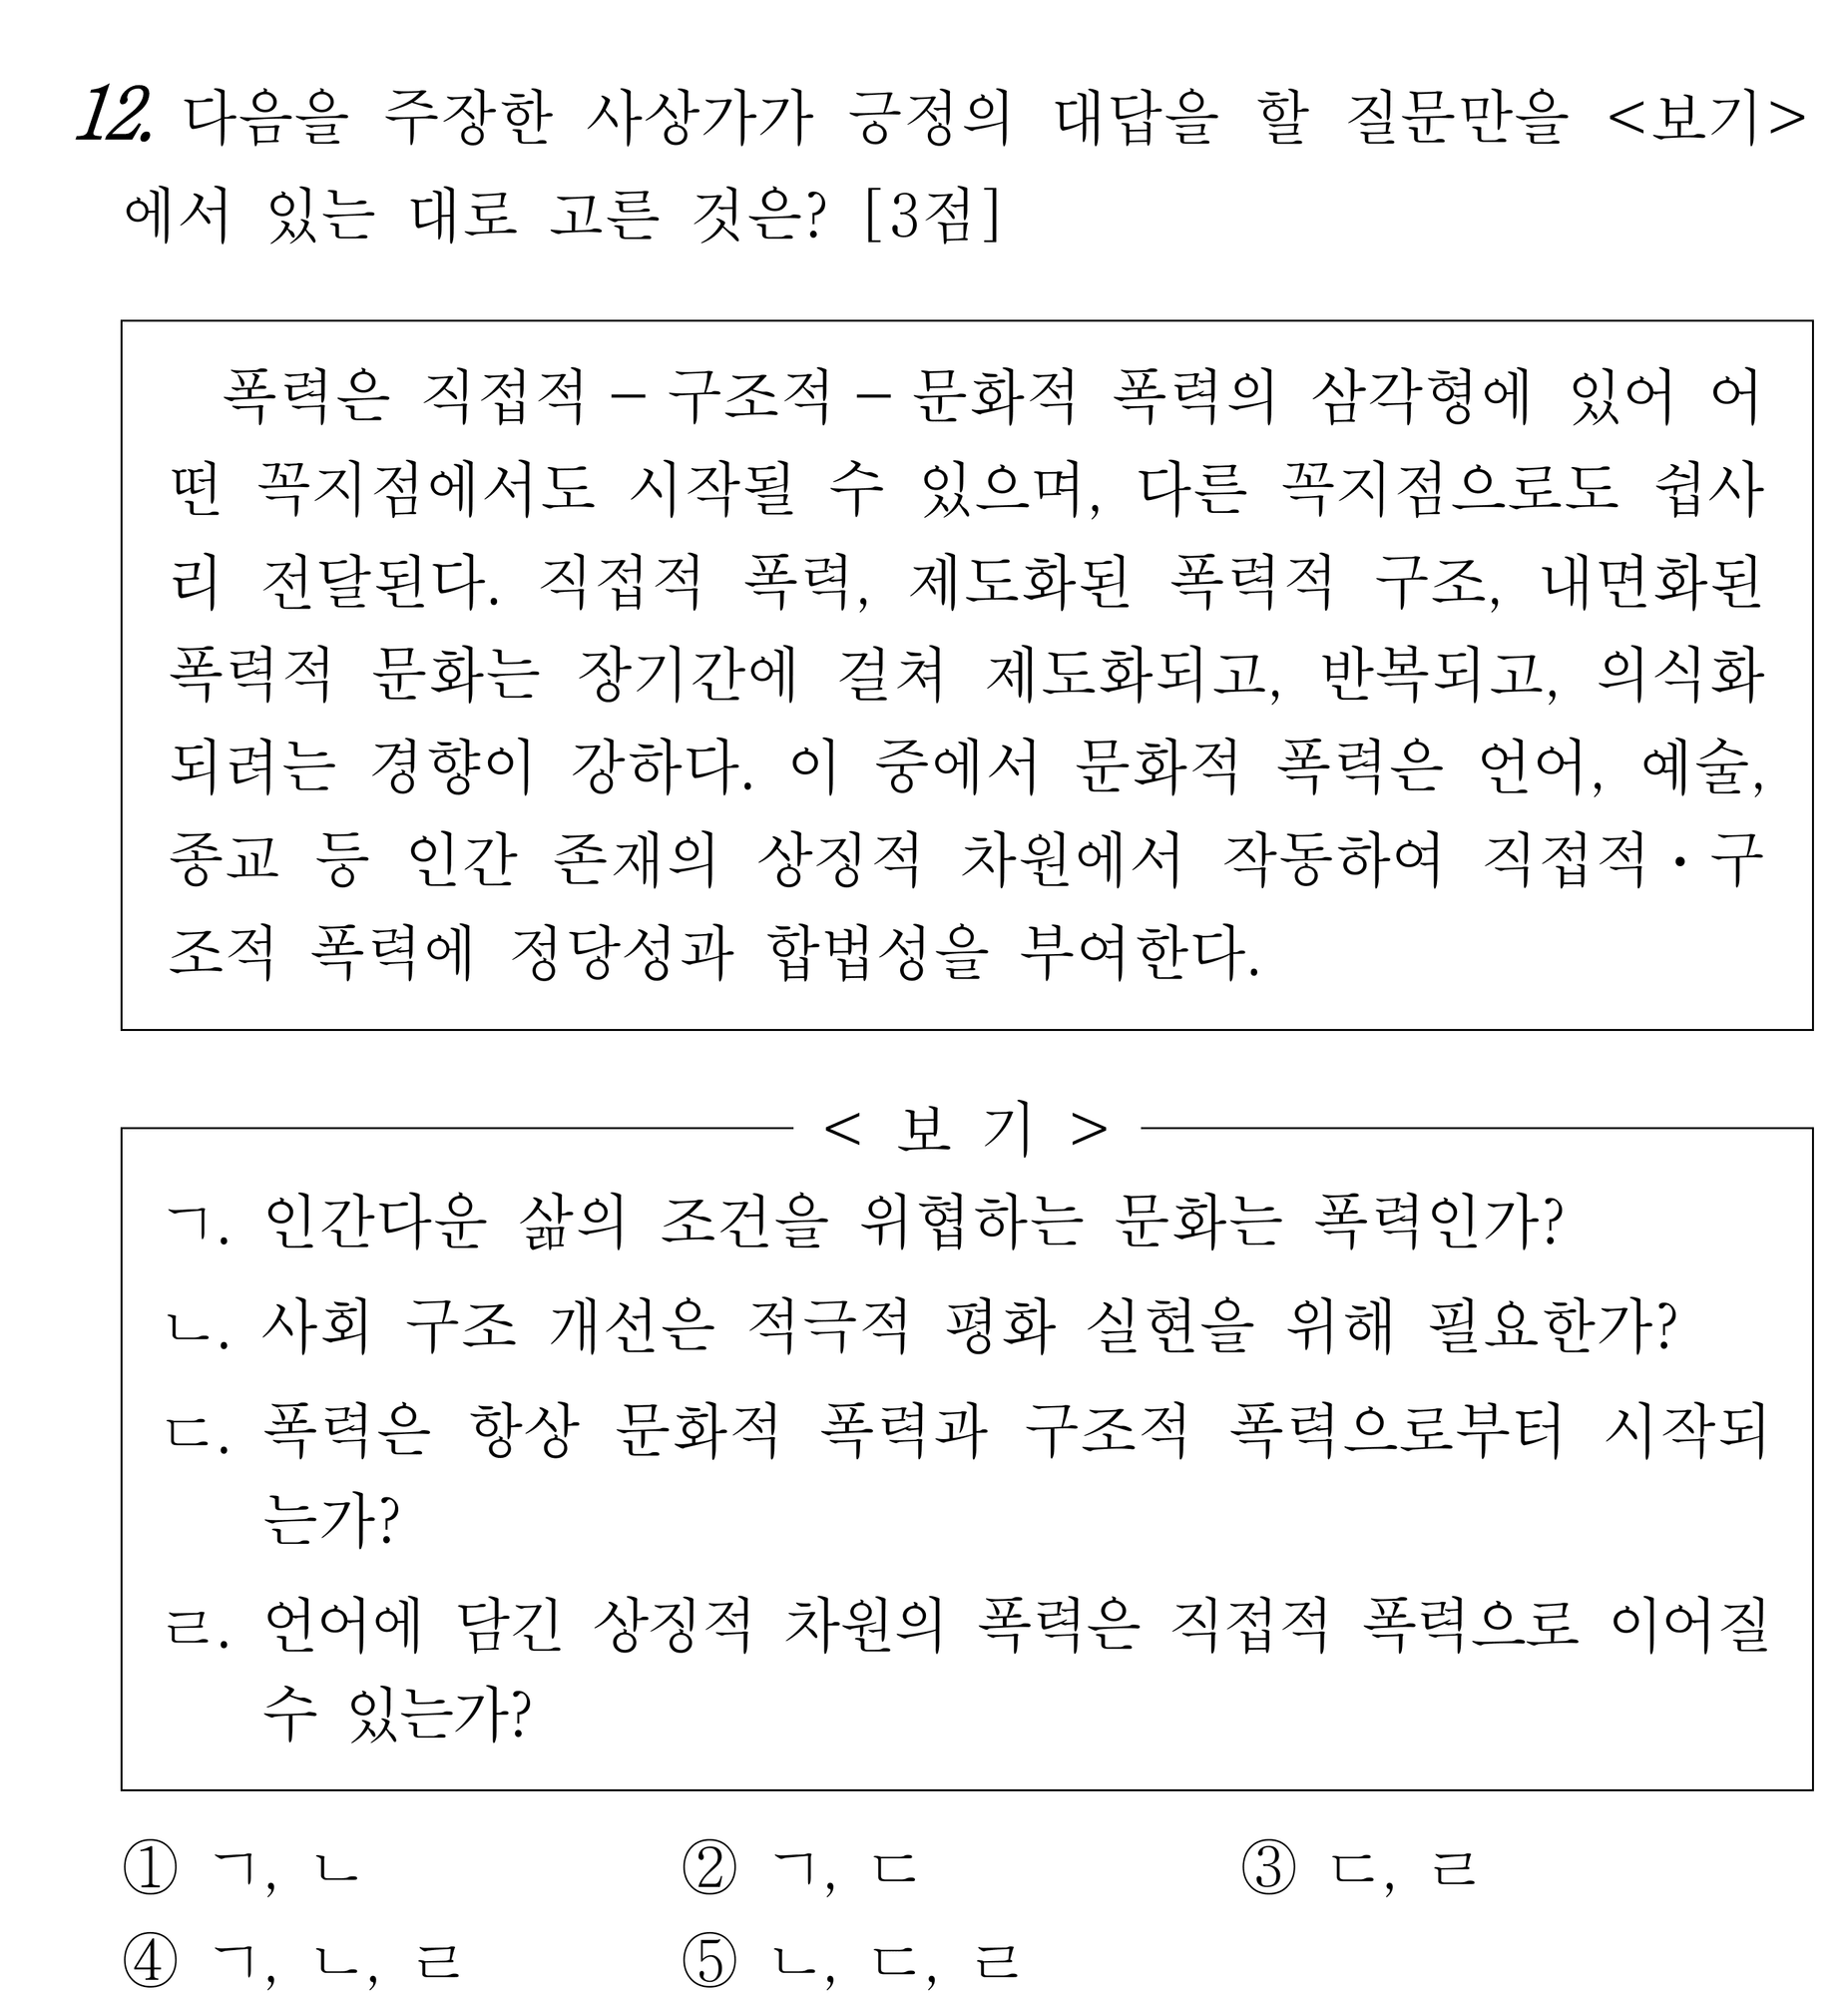 12. 다음을 주장한 사상가가 긍정의 대답을 할 질문만을 <보기>
에서 있는 대로 고른 것은? [3점]
폭력은 직접적 - 구조적 - 문화적 폭력의 삼각형에 있어 어
떤 꼭지점에서도 시작될 수 있으며, 다른 꼭지점으로도 쉽사
리 전달된다. 직접적 폭력, 제도화된 폭력적 구조, 내면화된
폭력적 문화는 장기간에 걸쳐 제도화되고, 반복되고, 의식화
되려는 경향이 강하다. 이 중에서 문화적 폭력은 언어, 예술,
종교 등 인간 존재의 상징적 차원에서 작동하여 직접적·구
조적 폭력에 정당성과 합법성을 부여한다.
< 보 기 >
ㄱ. 인간다운 삶의 조건을 위협하는 문화는 폭력인가?
ㄴ. 사회 구조 개선은 적극적 평화 실현을 위해 필요한가?
ㄷ. 폭력은 항상 문화적 폭력과 구조적 폭력으로부터 시작되
는가?
ㄹ. 언어에 담긴 상징적 차원의 폭력은 직접적 폭력으로 이어질
수 있는가?
① ㄱ, ㄴ ② ㄱ, ㄷ ③ ㄷ, ㄹ
④ ㄱ, ㄴ, ㄹ ⑤ ㄴ, ㄷ, ㄹ